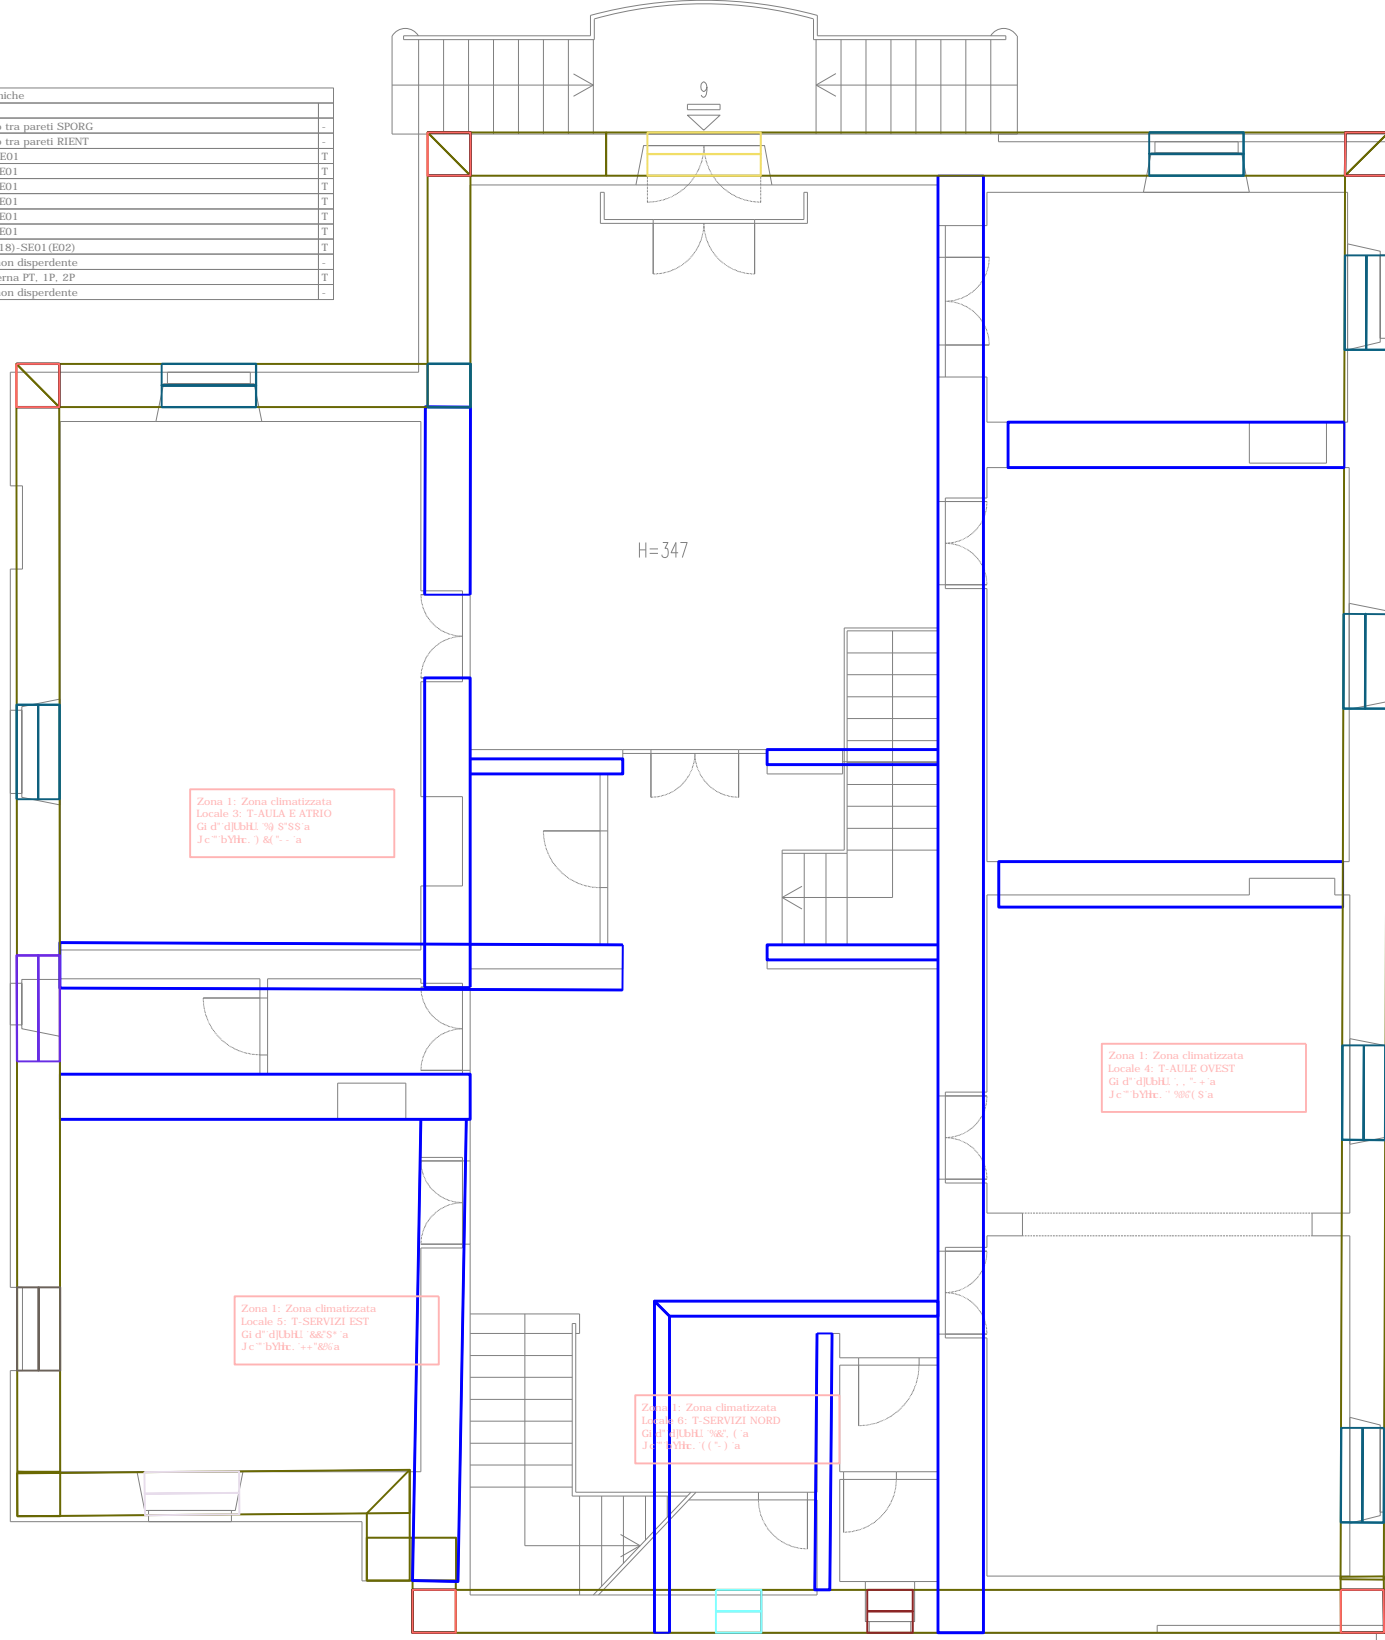 9
niche
tra pareti SPORG -
tra pareti RIENT -
E01 T
E01 T
E01 T
E01 T
E01 T
E01 T
18)-SE01(E02) T
on disperdente -
erna PT, 1P, 2P T
on disperdente -
H=347
Zona 1: Zona climatizzata
Locale 3: T-AULA E ATRIO
Zona 1: Zona climatizzata
Locale 4: T-AULE OVEST
Zona 1: Zona climatizzata
Locale 5: T-SERVIZI EST
Zona 1: Zona climatizzata
Locale 6: T-SERVIZI NORD